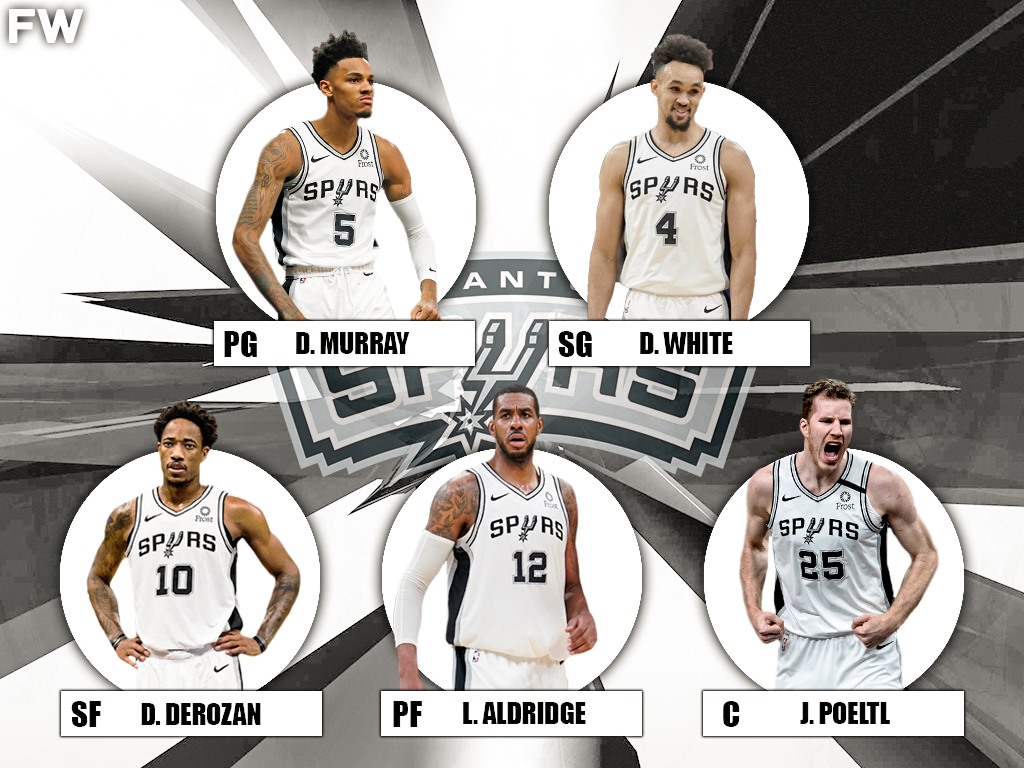 FW
Frost
SPURS
5
Frost
SPURS
4
ANT
PG D. MURRAY
SG D. WHITE
SPURS
Frost
SPURS
10
Frost
SPURS
12
Frost
SPURS
25
SF D. DEROZAN
PF L. ALDRIDGE
C J. POELTL